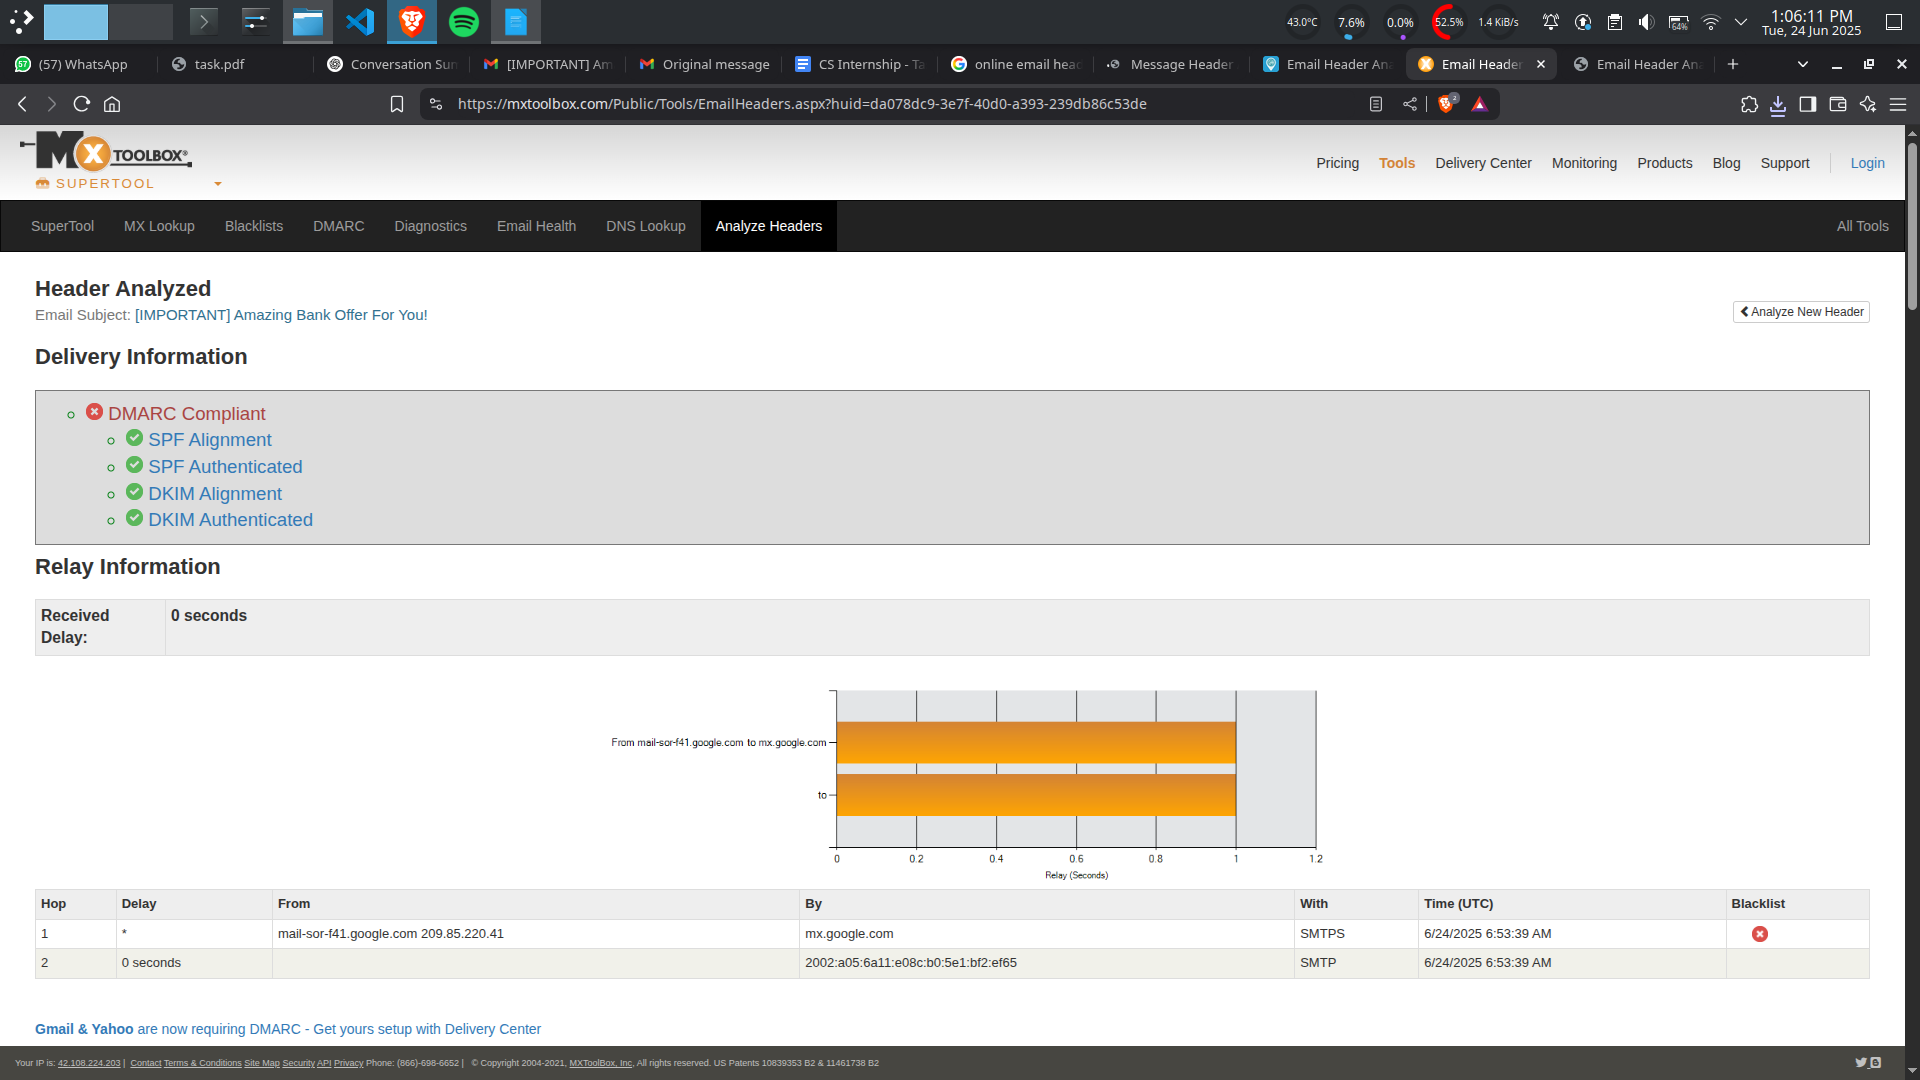 43.0°C 7.6% 0.0% 52.5% 1.4 KiB/s 64% 1:06:11 PM
Tue, 24 Jun 2025
(57) WhatsApp task.pdf Conversation Sum [IMPORTANT] Am Original message CS Internship - Ta online email head Message Header Email Header Ana Email Header Email Header Ana
https://mxtoolbox.com/Public/Tools/EmailHeaders.aspx?huid=da078dc9-3e7f-40d0-a393-239db86c53de 2
MX TOOLBOX®
SUPERTOOL
Pricing Tools Delivery Center Monitoring Products Blog Support Login
SuperTool MX Lookup Blacklists DMARC Diagnostics Email Health DNS Lookup Analyze Headers All Tools
Header Analyzed
Email Subject: [IMPORTANT] Amazing Bank Offer For You!
Analyze New Header
Delivery Information
DMARC Compliant
SPF Alignment
SPF Authenticated
DKIM Alignment
DKIM Authenticated
Relay Information
Received Delay: 0 seconds
From mail-sor-f41.google.com to mx.google.com
to
0 0.2 0.4 0.6 0.8 1 1.2
Relay (Seconds)
Hop Delay From By With Time (UTC) Blacklist
1 * mail-sor-f41.google.com 209.85.220.41 mx.google.com SMTPS 6/24/2025 6:53:39 AM
2 0 seconds 2002:a05:6a11:e08c:b0:5e1:bf2:ef65 SMTP 6/24/2025 6:53:39 AM
Gmail & Yahoo are now requiring DMARC - Get yours setup with Delivery Center
Your IP is: 42.108.224.203 | Contact Terms & Conditions Site Map Security API Privacy Phone: (866)-698-6652 | © Copyright 2004-2021, MXToolBox, Inc, All rights reserved. US Patents 10839353 B2 & 11461738 B2